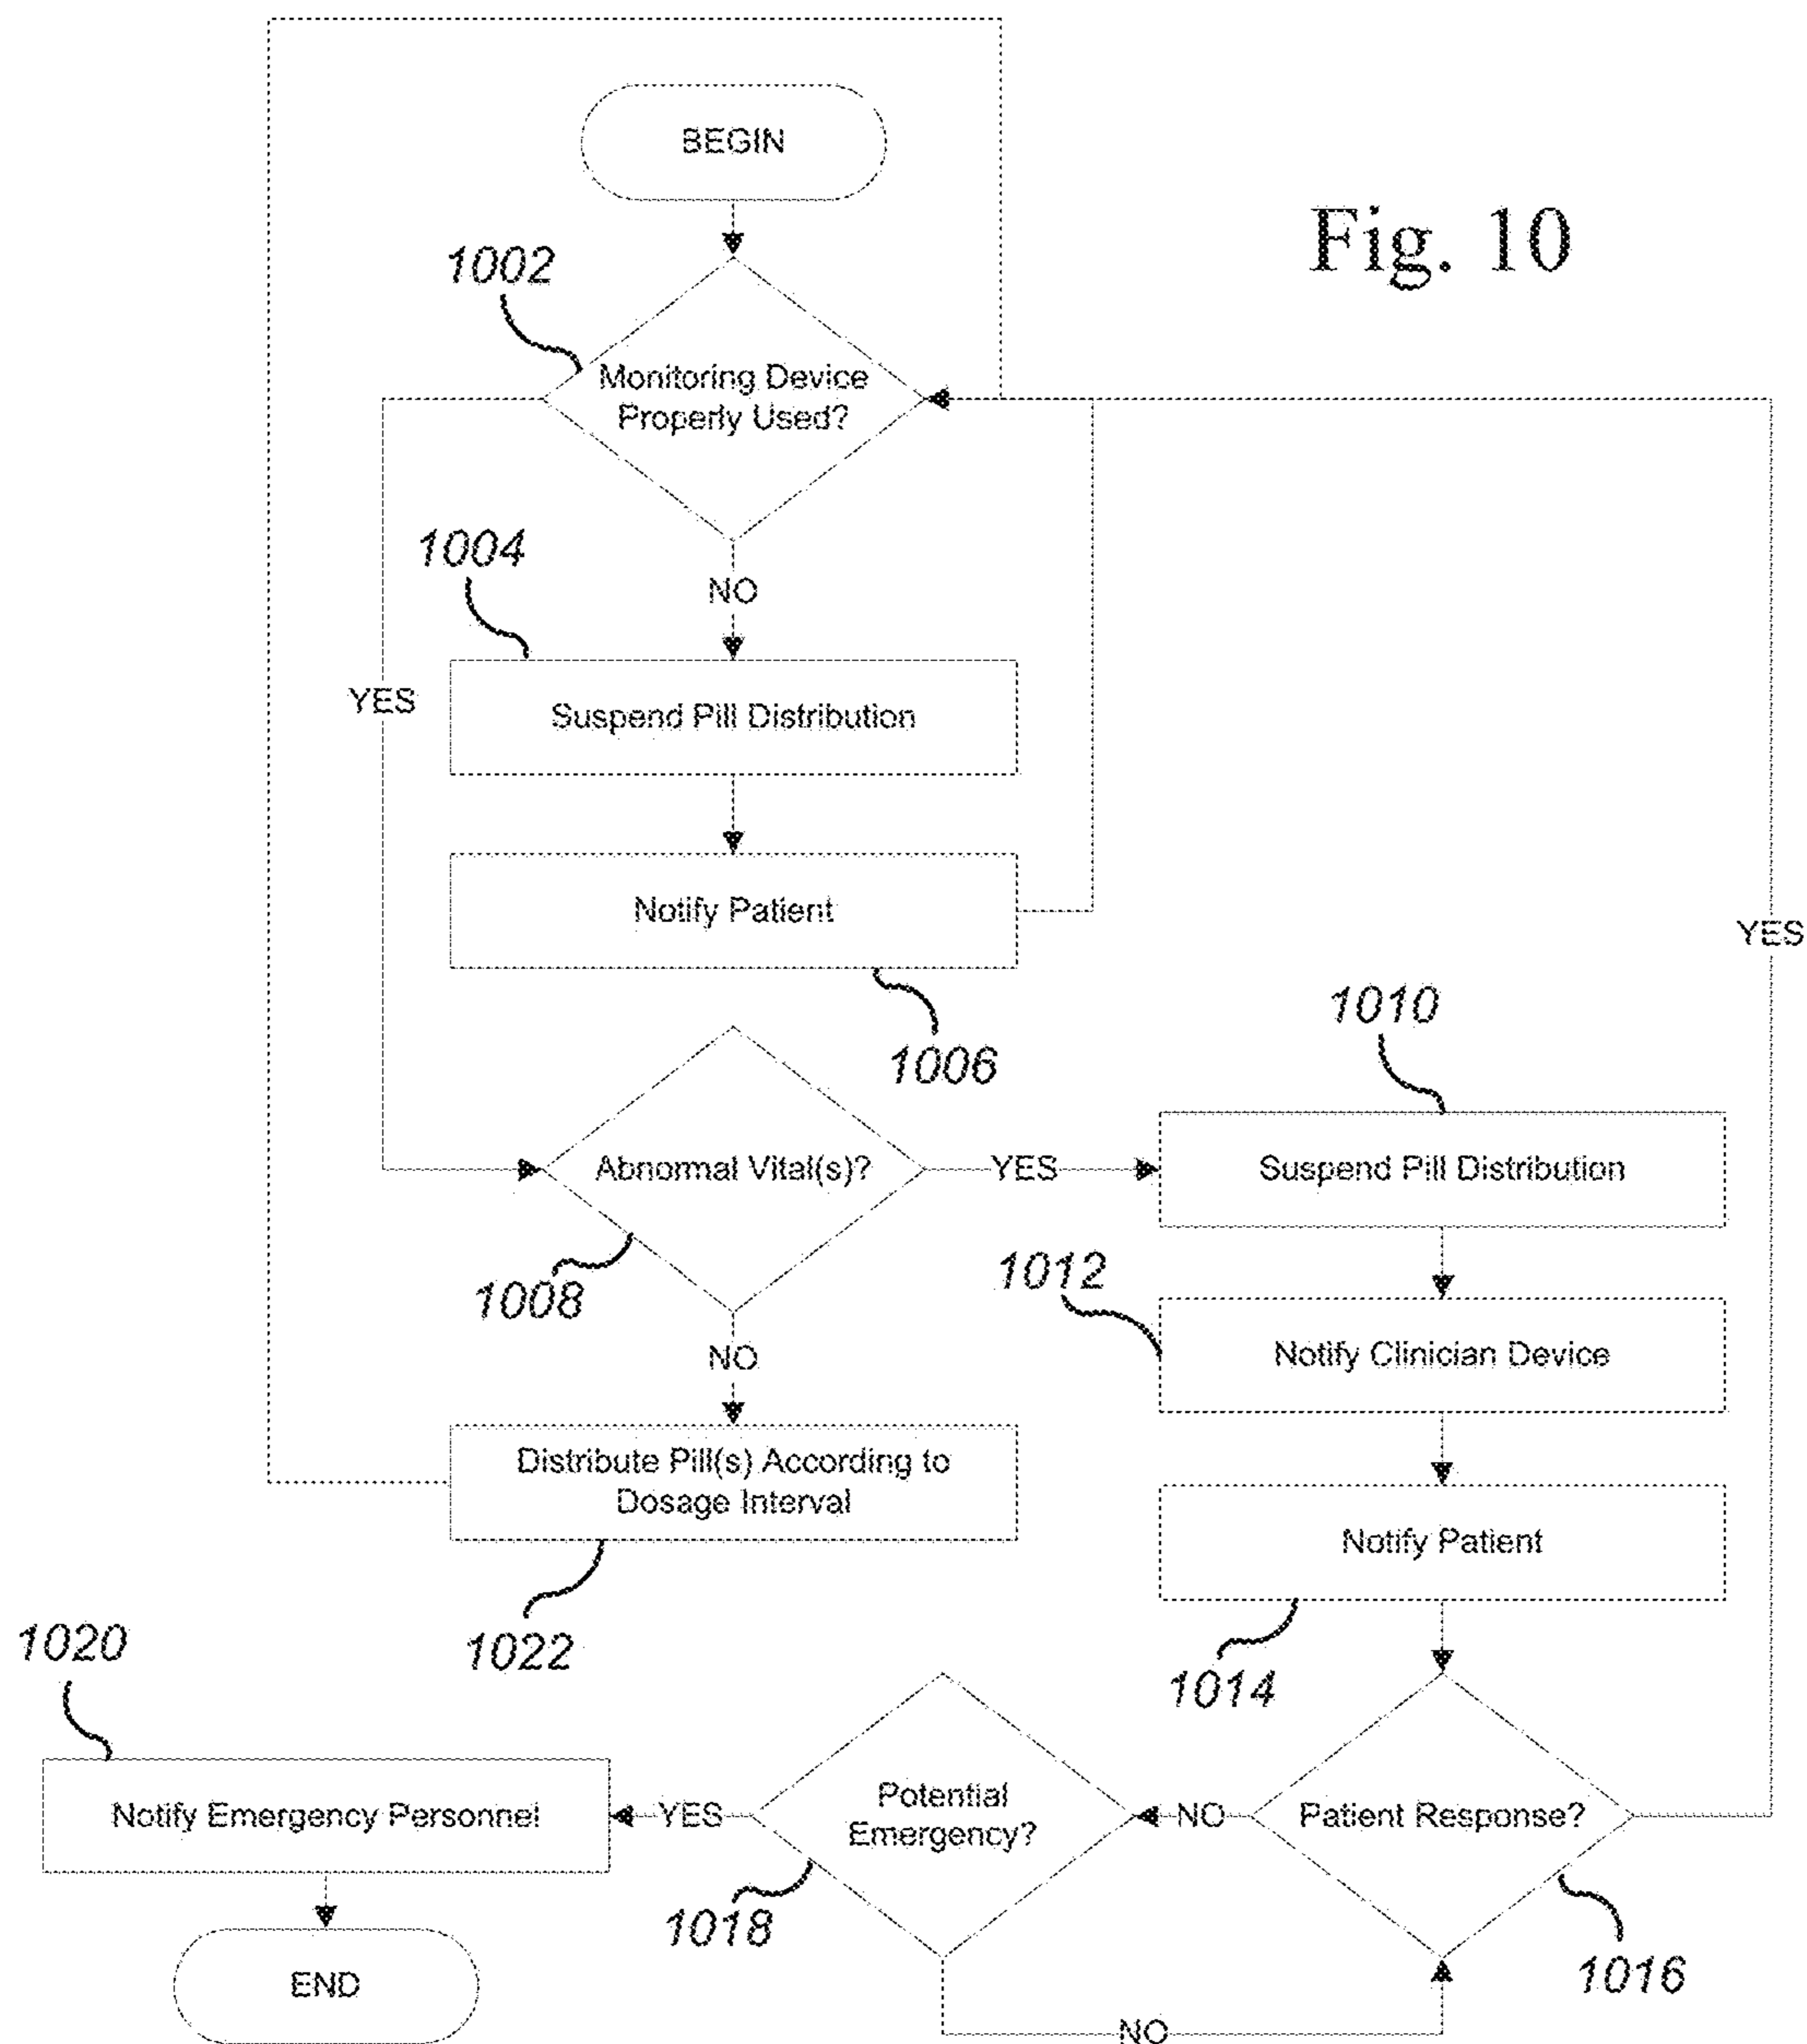 BEGIN
Fig. 10
1002
Monitoring Device
Properly Used?
1004
NO
YES
Suspend Pill Distribution
Notify Patient
YES
1006
1010
Abnormal Vital(s)?
YES
Suspend Pill Distribution
1008
1012
NO
Notify Clinician Device
Distribute Pill(s) According to
Dosage Interval
Notify Patient
1022
1020
1014
Notify Emergency Personnel
YES
Potential
Emergency?
NO
Patient Response?
1018
1016
END
NO